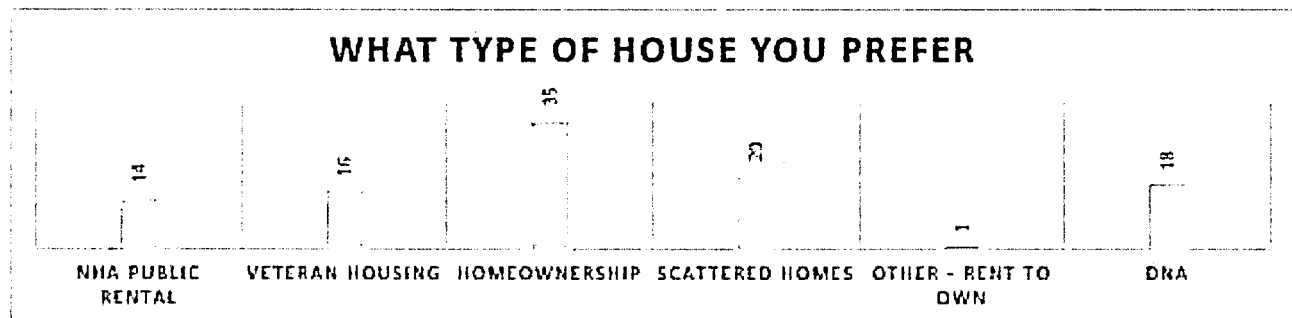 WHAT TYPE OF HOUSE YOU PREFER
14
16
35
20
1
18
NHA PUBLIC RENTAL
VETERAN HOUSING
HOMEOWNERSHIP
SCATTERED HOMES
OTHER - RENT TO OWN
DNA